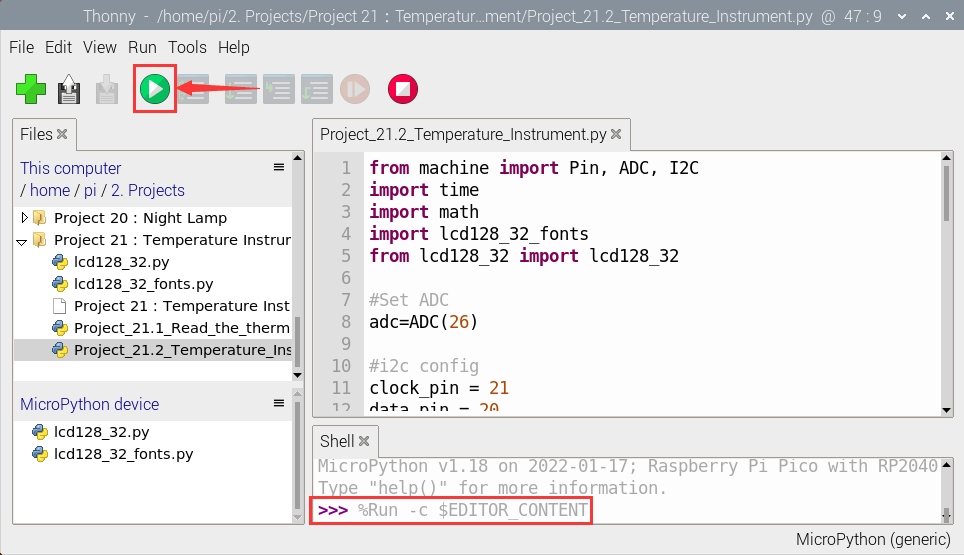 Thonny - /home/pi/2. Projects/Project 21 : Temperatur...ment/Project_21.2_Temperature_Instrument.py @ 47 : 9
File Edit View Run Tools Help
Files
This computer
/ home / pi / 2. Projects
Project 20 : Night Lamp
Project 21 : Temperature Instrur
lcd128_32.py
lcd128_32_fonts.py
Project 21 : Temperature Inst
Project_21.1_Read_the_therm
Project_21.2_Temperature_Ins
MicroPython device
lcd128_32.py
lcd128_32_fonts.py
Project_21.2_Temperature_Instrument.py
1 from machine import Pin, ADC, I2C
2 import time
3 import math
4 import lcd128_32_fonts
5 from lcd128_32 import lcd128_32
6
7 #Set ADC
8 adc=ADC(26)
9
10 #i2c config
11 clock_pin = 21
12 data_pin = 20
Shell
MicroPython v1.18 on 2022-01-17; Raspberry Pi Pico with RP2040
Type "help()" for more information.
>>> %Run -c $EDITOR_CONTENT
MicroPython (generic)